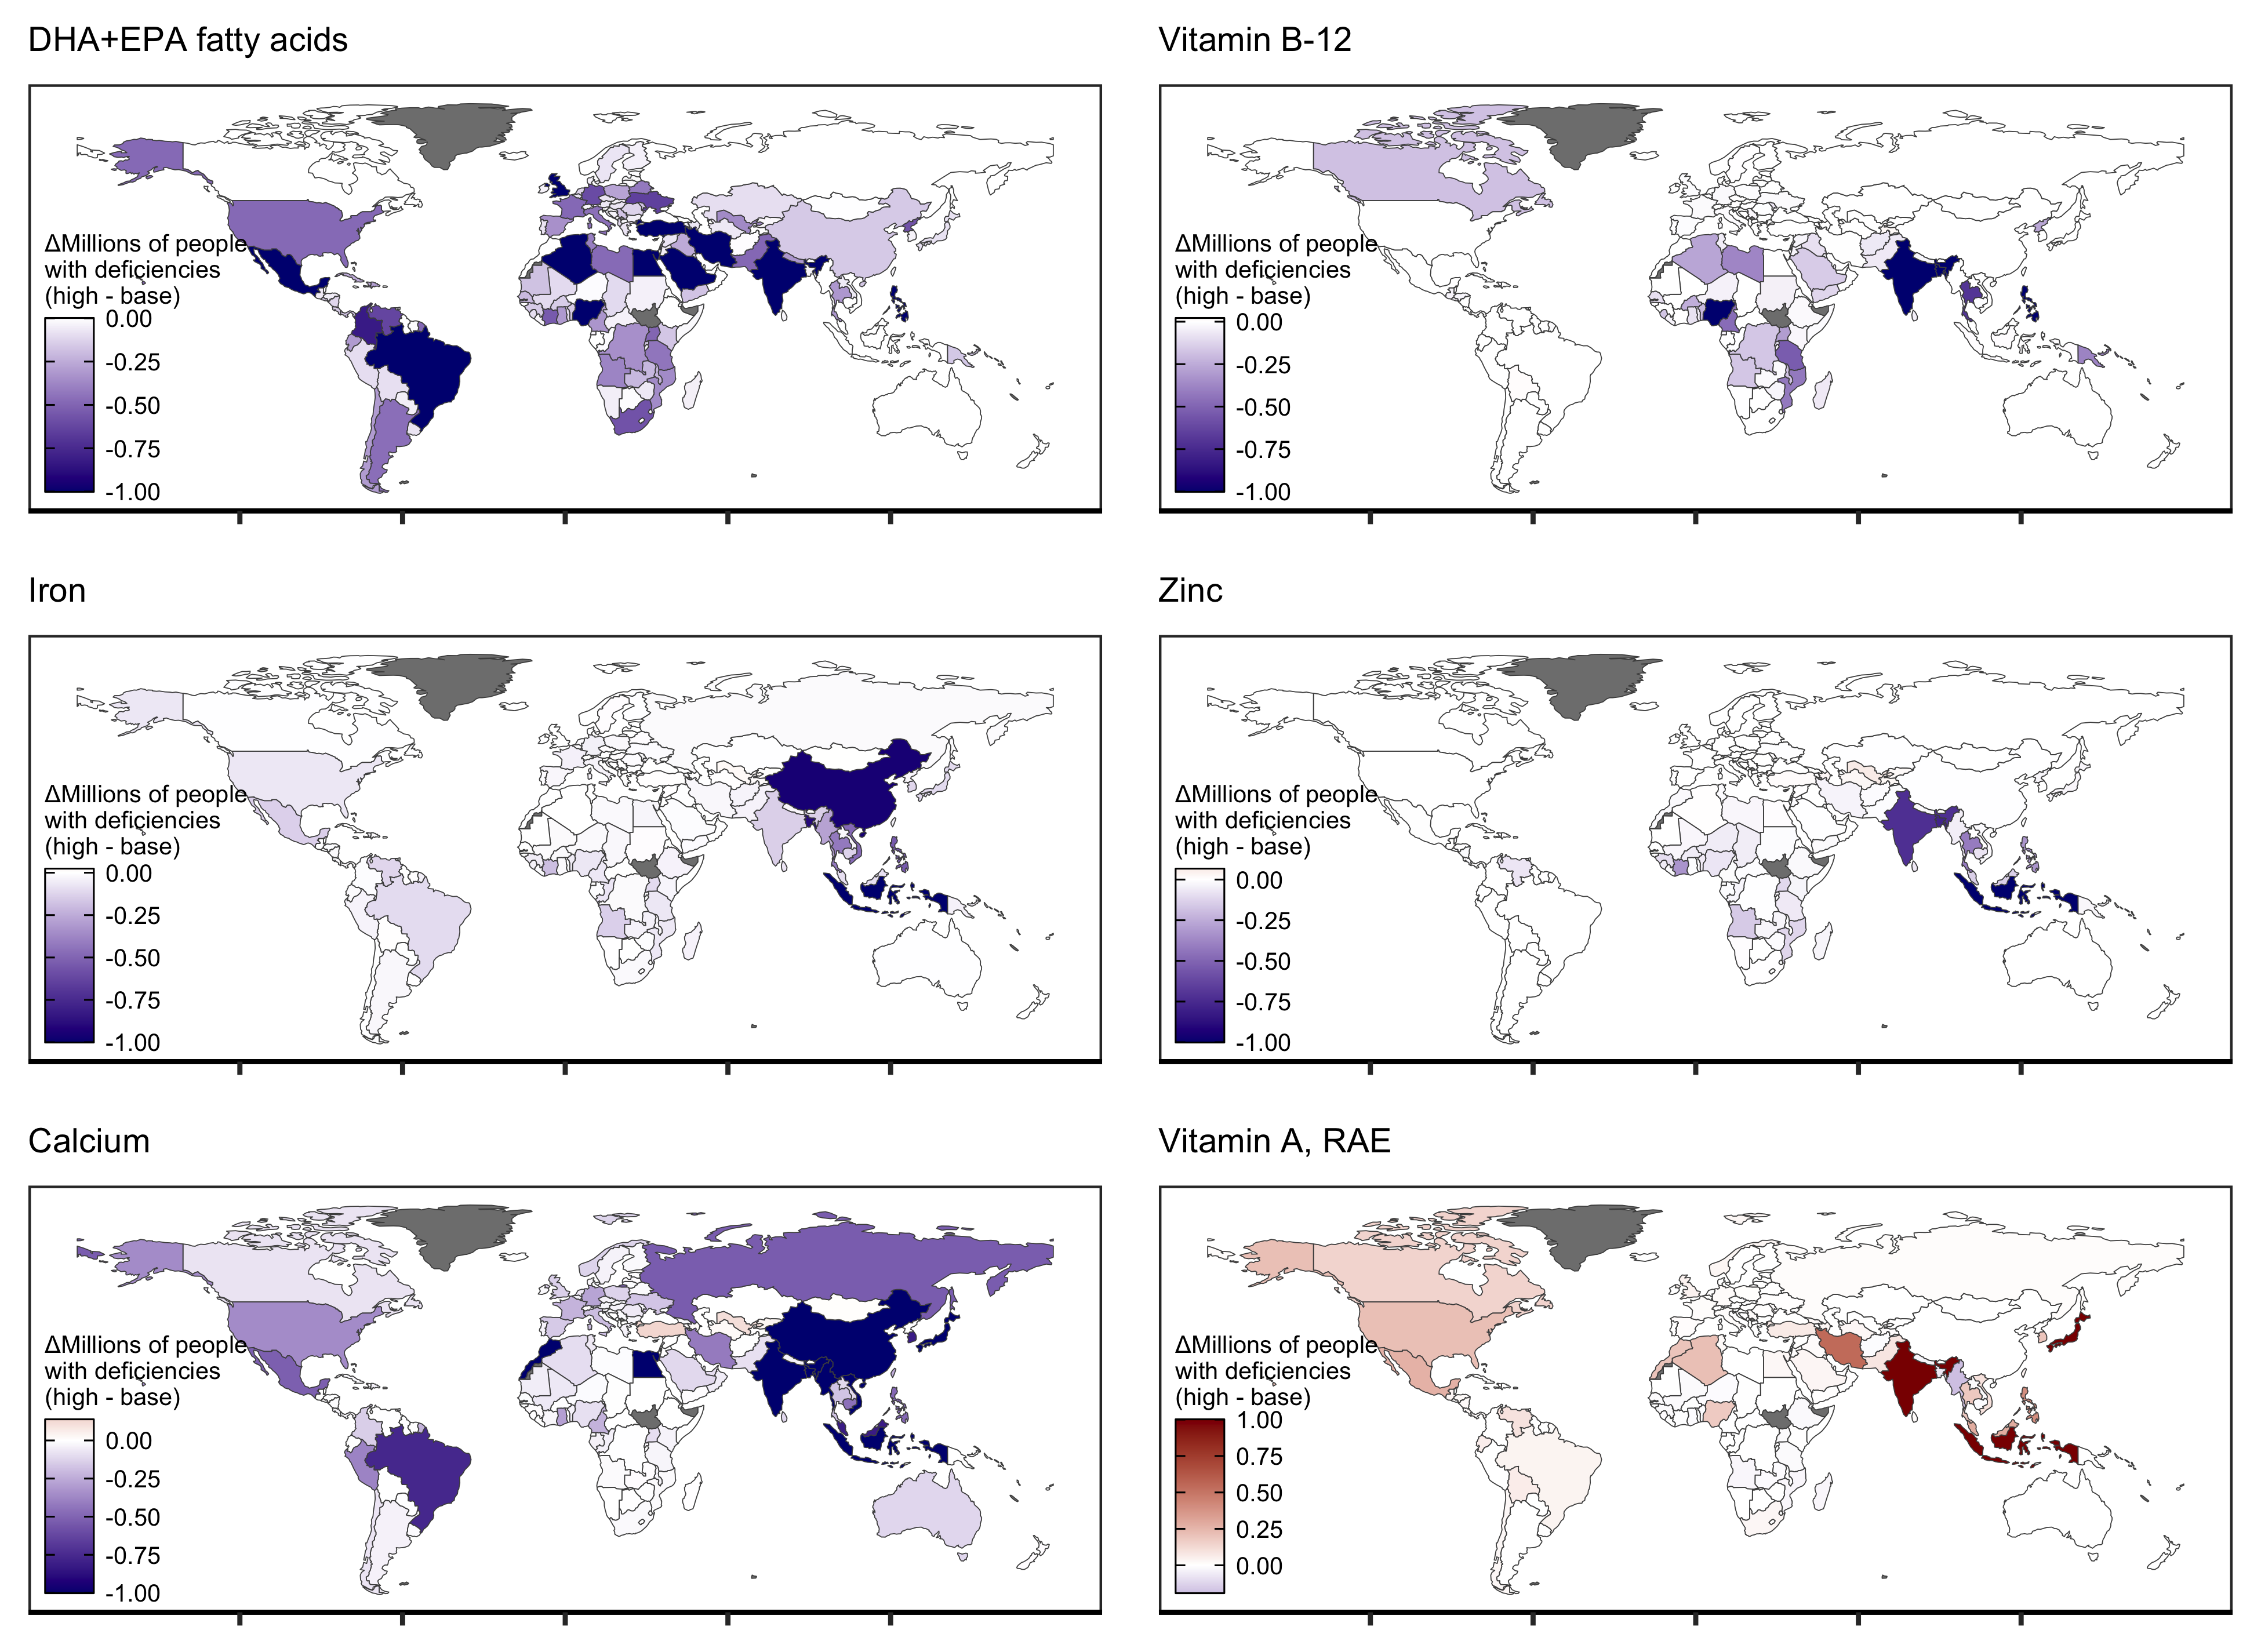 DHA+EPA fatty acids
ΔMillions of people
with deficiencies
(high - base)
0.00
-0.25
-0.50
-0.75
-1.00
Vitamin B-12
ΔMillions of people
with deficiencies
(high - base)
0.00
-0.25
-0.50
-0.75
-1.00
Iron
ΔMillions of people
with deficiencies
(high - base)
0.00
-0.25
-0.50
-0.75
-1.00
Zinc
ΔMillions of people
with deficiencies
(high - base)
0.00
-0.25
-0.50
-0.75
-1.00
Calcium
ΔMillions of people
with deficiencies
(high - base)
0.00
-0.25
-0.50
-0.75
-1.00
Vitamin A, RAE
ΔMillions of people
with deficiencies
(high - base)
1.00
0.75
0.50
0.25
0.00